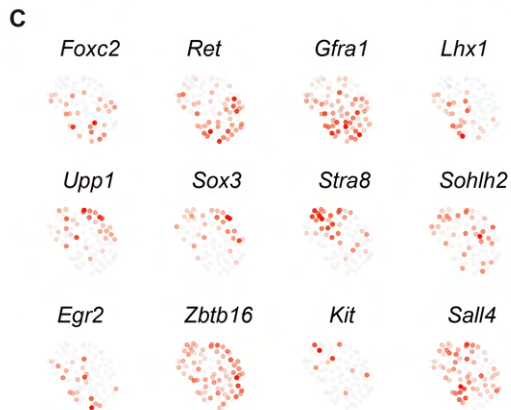 C
Foxc2 Ret Gfra1 Lhx1
Upp1 Sox3 Stra8 Sohlh2
Egr2 Zbtb16 Kit Sall4